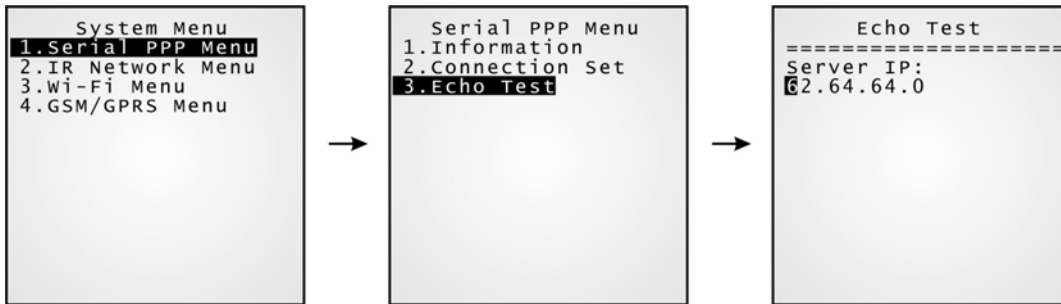 System Menu
1.Serial PPP Menu
2.IR Network Menu
3.Wi-Fi Menu
4.GSM/GPRS Menu
Serial PPP Menu
1.Information
2.Connection Set
3.Echo Test
Echo Test
=====================
Server IP:
62.64.64.0